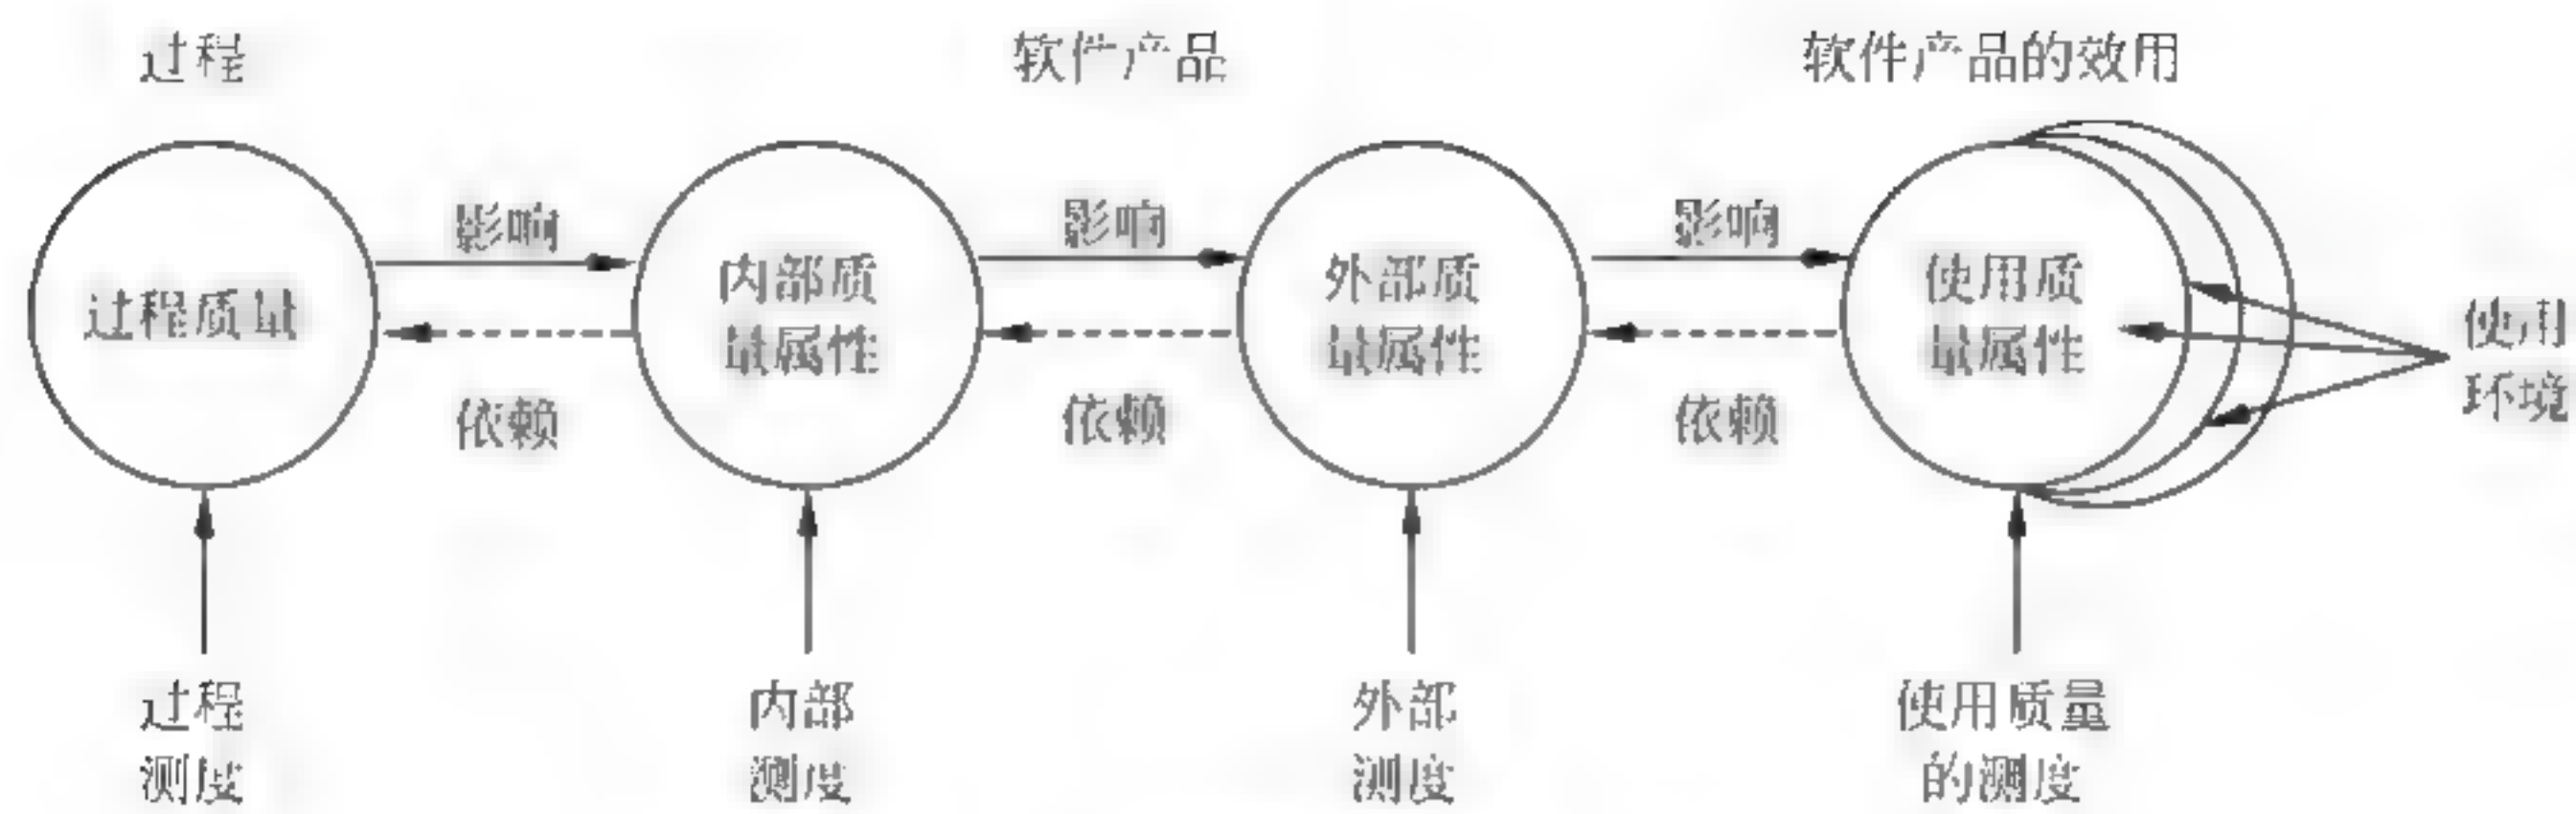 过程
软件产品
软件产品的效用
影响
影响
影响
过程质量
内部质
量属性
外部质
量属性
使用质
量属性
使用
环境
依赖
依赖
依赖
过程
测度
内部
测度
外部
测度
使用质量
的测度